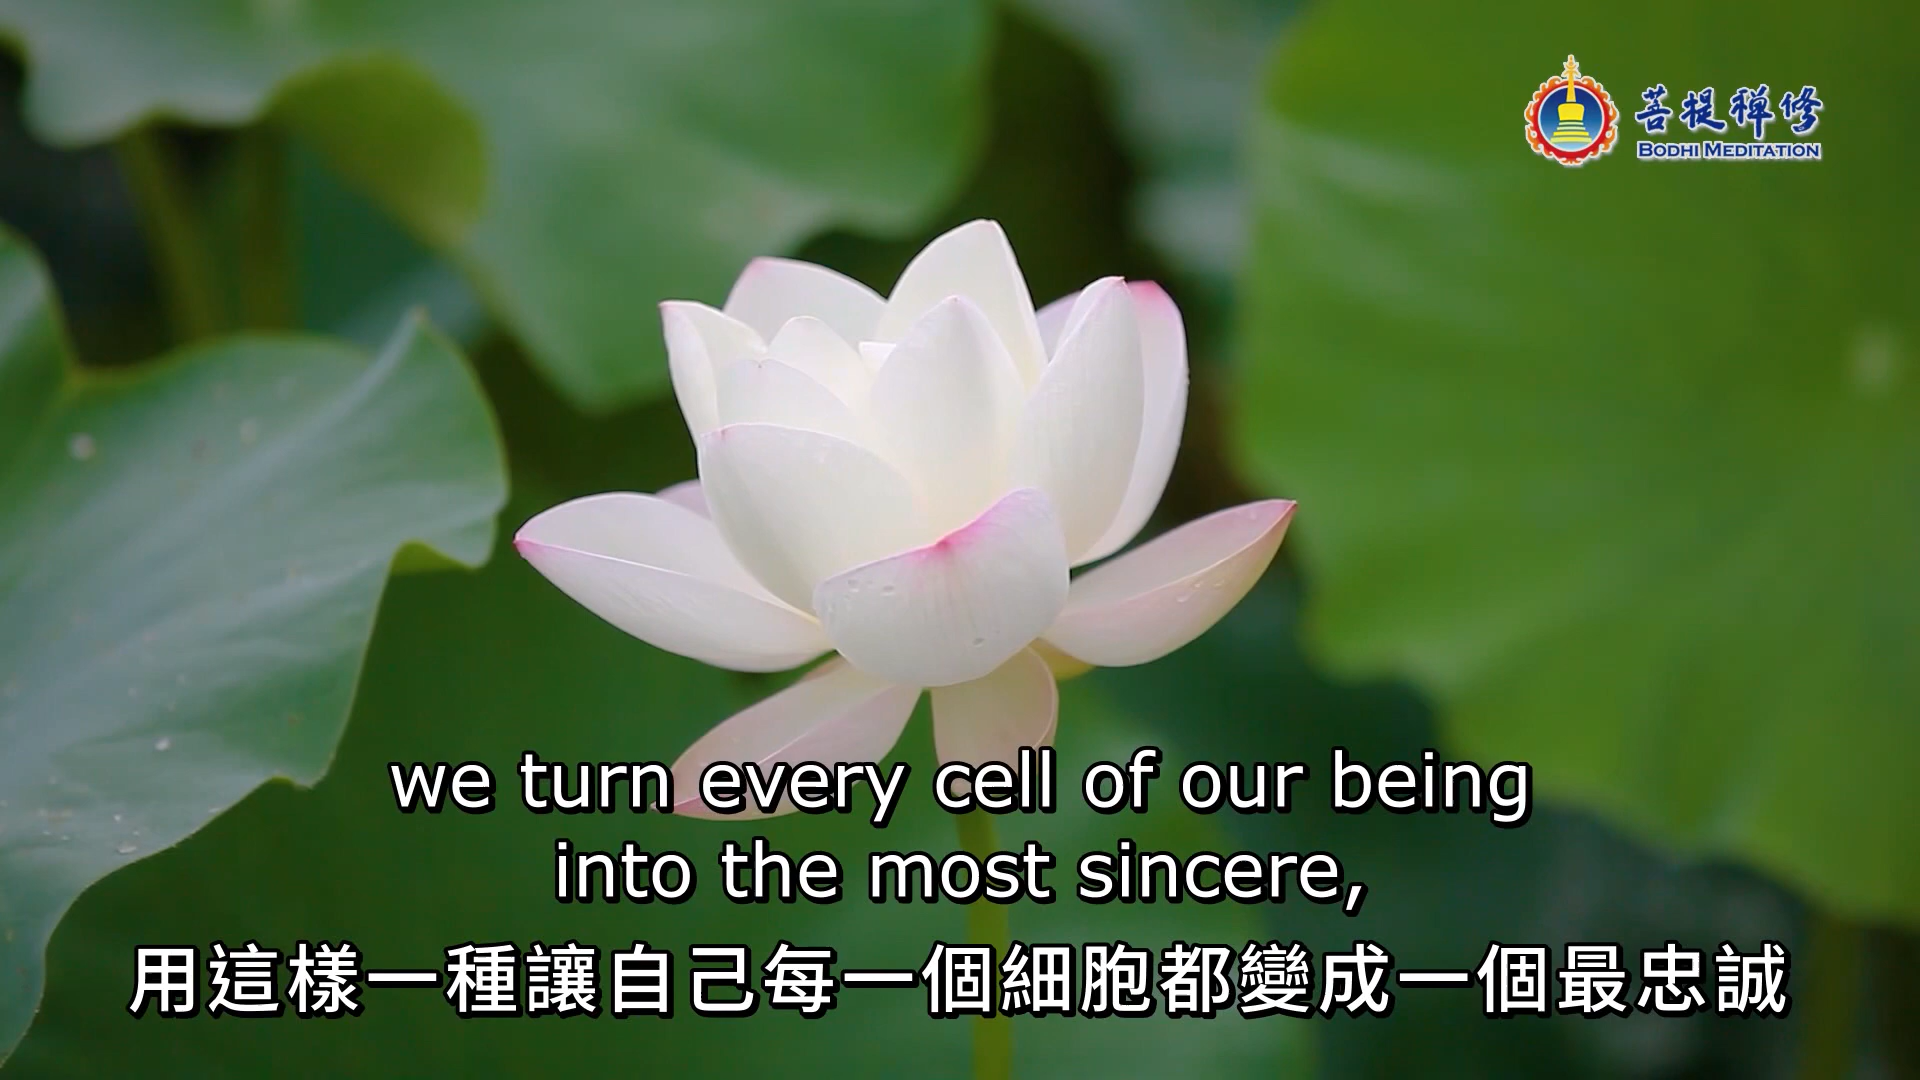 菩提禪修
BODHI MEDITATION
we turn every cell of our being
into the most sincere,
用這樣一種讓自己每一個細胞都變成一個最忠誠